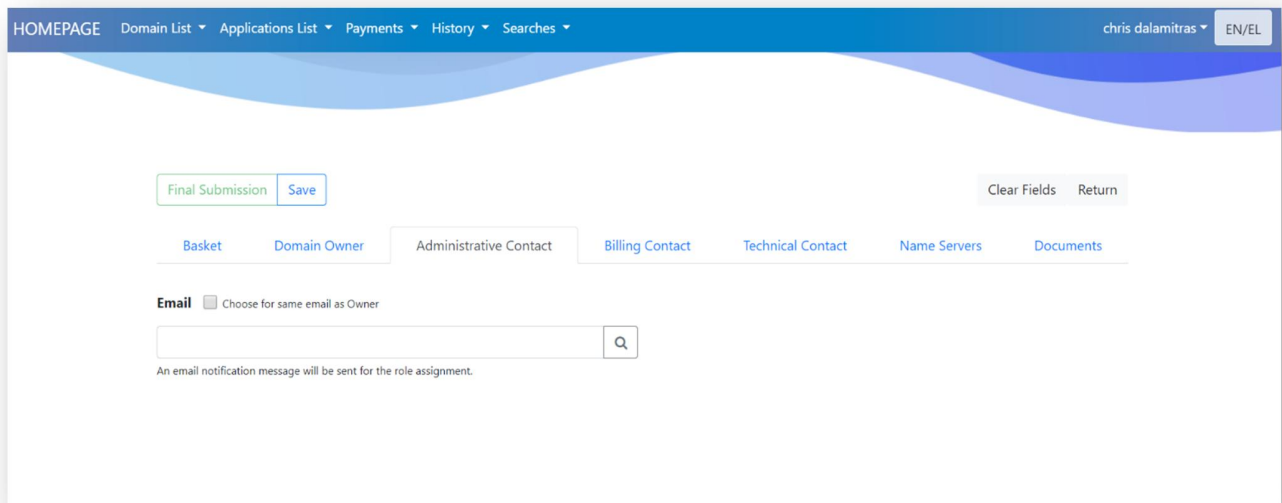 HOMEPAGE Domain List Applications List Payments History Searches chris dalamitras EN/EL
Final Submission Save Clear Fields Return
Basket Domain Owner Administrative Contact Billing Contact Technical Contact Name Servers Documents
Email Choose for same email as Owner
An email notification message will be sent for the role assignment.